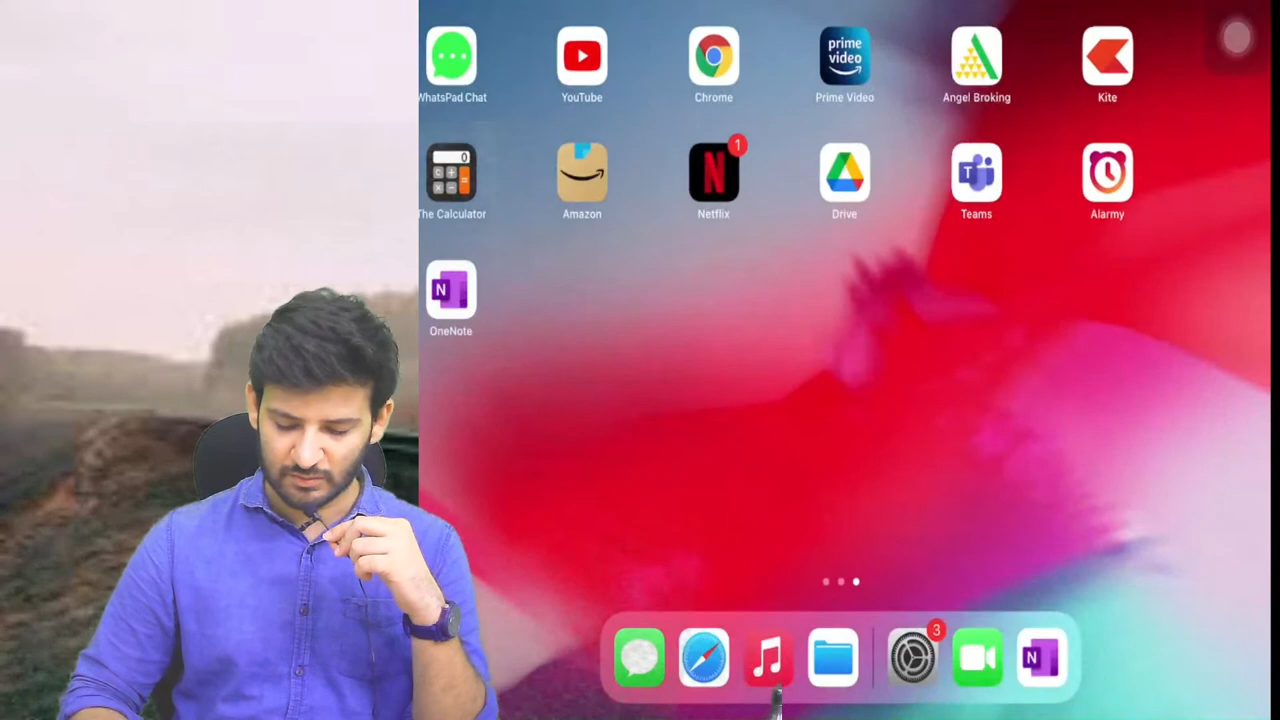 prime
video
WhatsPad Chat
YouTube
Chrome
Prime Video
Angel Broking
Kite
0
C
1
N
T
The Calculator
Amazon
Netflix
Drive
Teams
Alarmy
N
OneNote
3
N